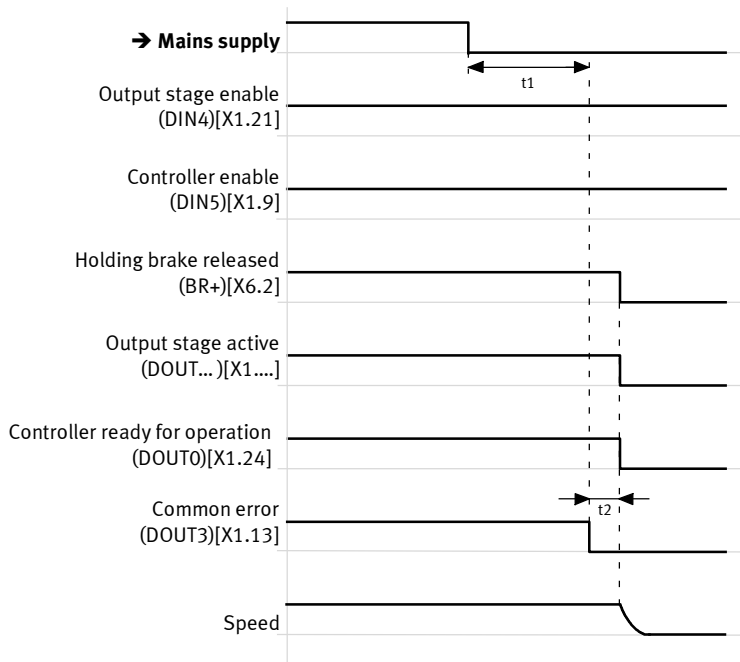 ➔ Mains supply
t1
Output stage enable
(DIN4)[X1.21]
Controller enable
(DIN5)[X1.9]
Holding brake released
(BR+)[X6.2]
Output stage active
(DOUT...)[X1....]
Controller ready for operation
(DOUT0)[X1.24]
t2
Common error
(DOUT3)[X1.13]
Speed